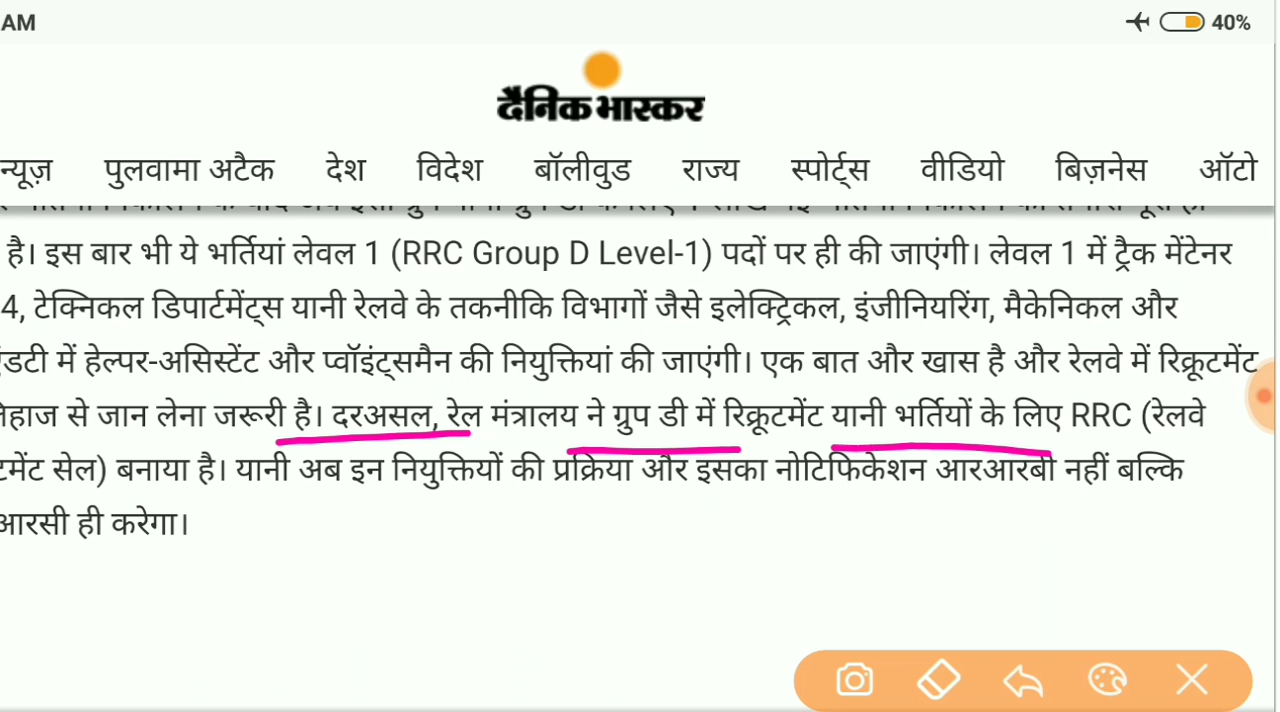 AM
40%
दैनिक भास्कर
न्यूज़ पुलवामा अटैक देश विदेश बॉलीवुड राज्य स्पोर्ट्स वीडियो बिज़नेस ऑटो
है। इस बार भी ये भर्तियां लेवल 1 (RRC Group D Level-1) पदों पर ही की जाएंगी। लेवल 1 में ट्रैक मेंटेनर
4, टेक्निकल डिपार्टमेंट्स यानी रेलवे के तकनीकि विभागों जैसे इलेक्ट्रिकल, इंजीनियरिंग, मैकेनिकल और
एंडटी में हेल्पर-असिस्टेंट और प्वॉइंट्समैन की नियुक्तियां की जाएंगी। एक बात और खास है और रेलवे में रिक्रूटमेंट
लिहाज से जान लेना जरूरी है। दरअसल, रेल मंत्रालय ने ग्रुप डी में रिक्रूटमेंट यानी भर्तियों के लिए RRC (रेलवे
टमेंट सेल) बनाया है। यानी अब इन नियुक्तियों की प्रक्रिया और इसका नोटिफिकेशन आरआरबी नहीं बल्कि
आरसी ही करेगा।